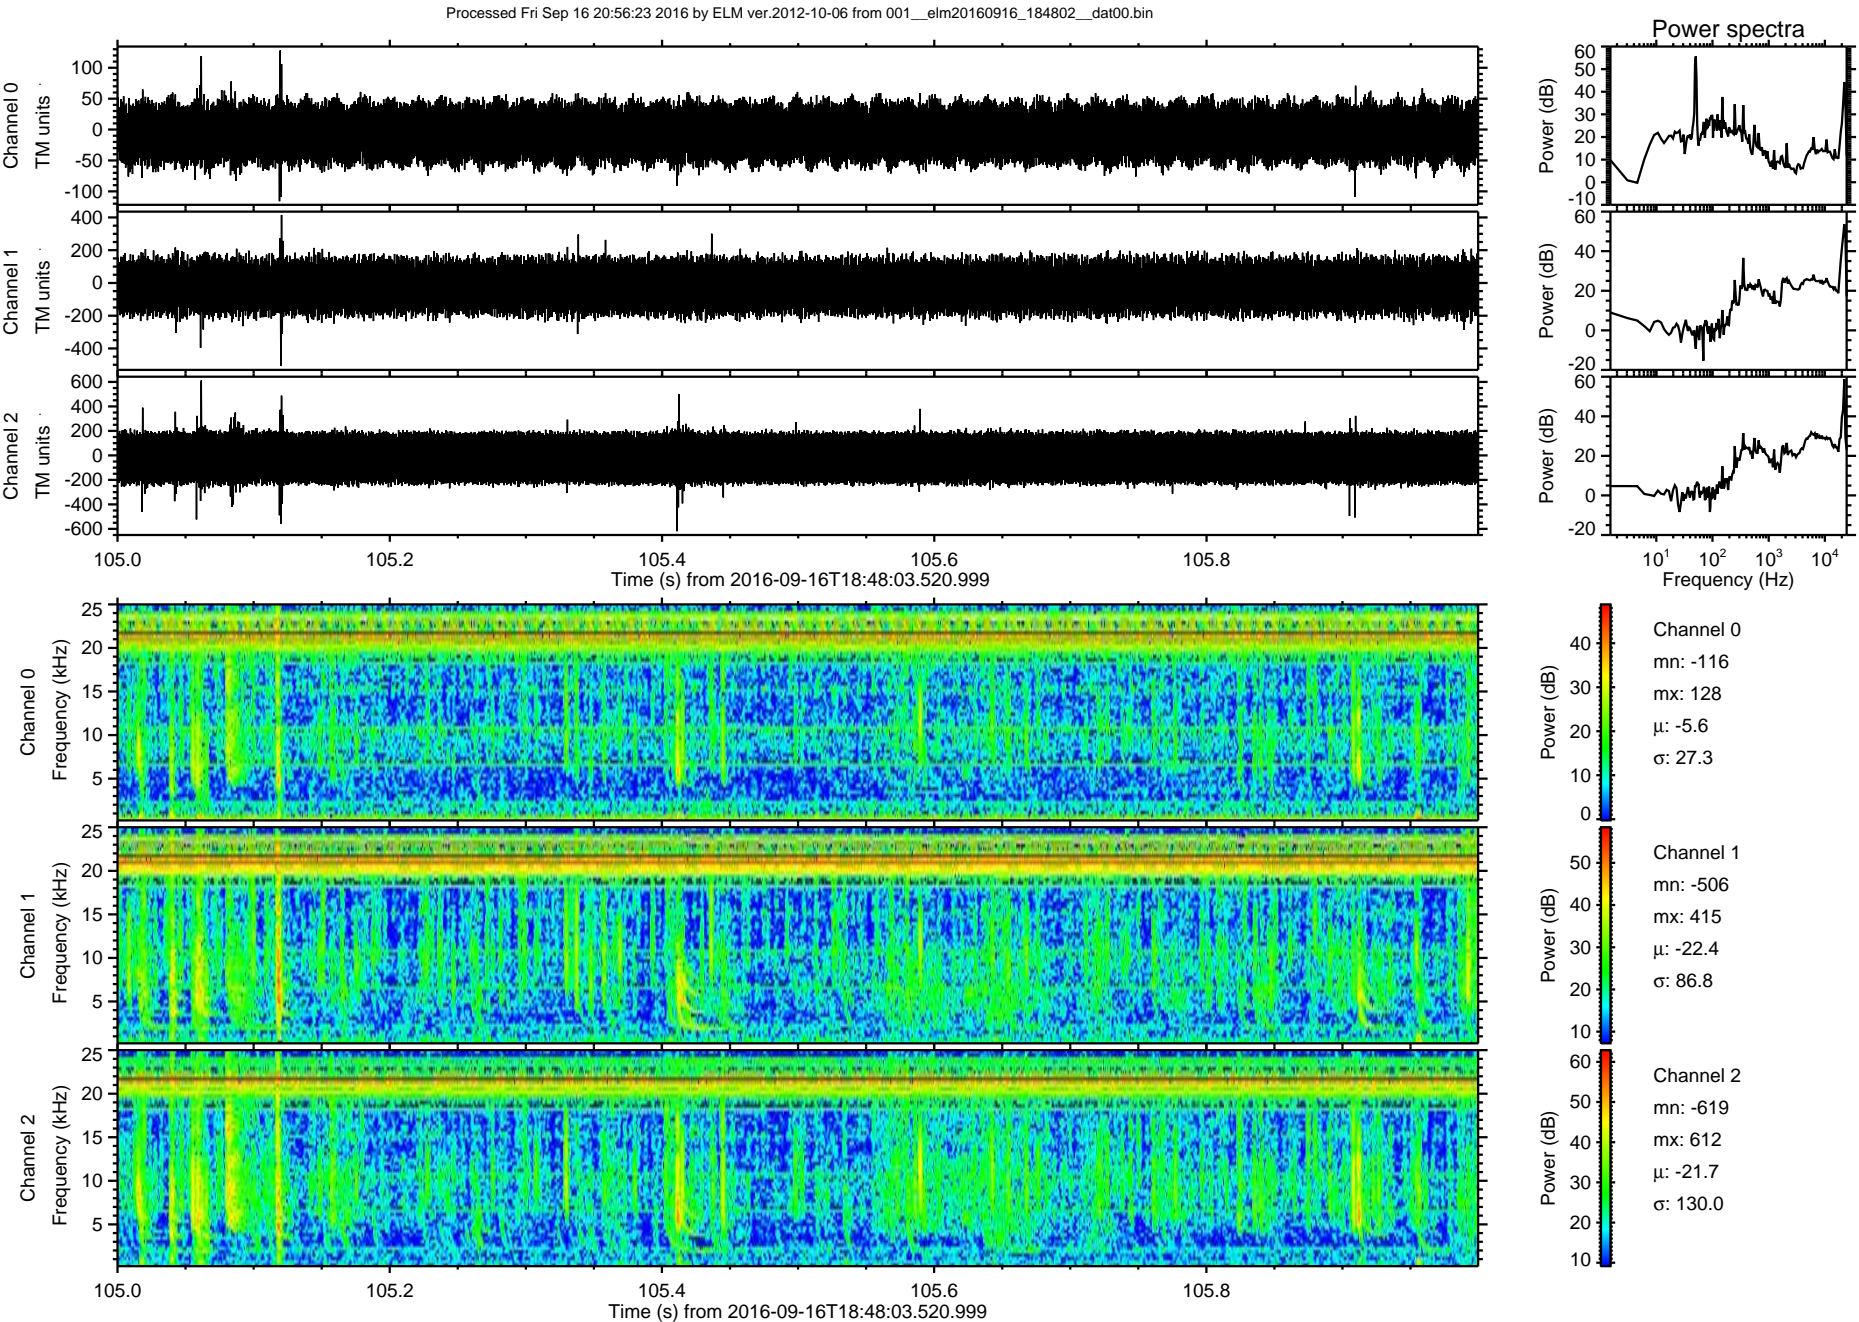 Processed Fri Sep 16 20:56:23 2016 by ELM ver.2012-10-06 from 001__elm20160916_184802__dat00.bin
Power spectra
Channel 0
TM units
100
50
0
-50
-100
Power (dB)
60
50
40
30
20
10
0
-10
Channel 1
TM units
400
200
0
-200
-400
Power (dB)
60
40
20
0
-20
Channel 2
TM units
600
400
200
0
-200
-400
-600
Power (dB)
60
40
20
0
-20
105.0 105.2 105.4 105.6 105.8
Time (s) from 2016-09-16T18:48:03.520.999
10¹ 10² 10³ 10⁴
Frequency (Hz)
Channel 0
Frequency (kHz)
25
20
15
10
5
Power (dB)
40
30
20
10
0
Channel 0
mn: -116
mx: 128
μ: -5.6
σ: 27.3
Channel 1
Frequency (kHz)
25
20
15
10
5
Power (dB)
50
40
30
20
10
Channel 1
mn: -506
mx: 415
μ: -22.4
σ: 86.8
Channel 2
Frequency (kHz)
25
20
15
10
5
Power (dB)
60
50
40
30
20
10
Channel 2
mn: -619
mx: 612
μ: -21.7
σ: 130.0
105.0 105.2 105.4 105.6 105.8
Time (s) from 2016-09-16T18:48:03.520.999